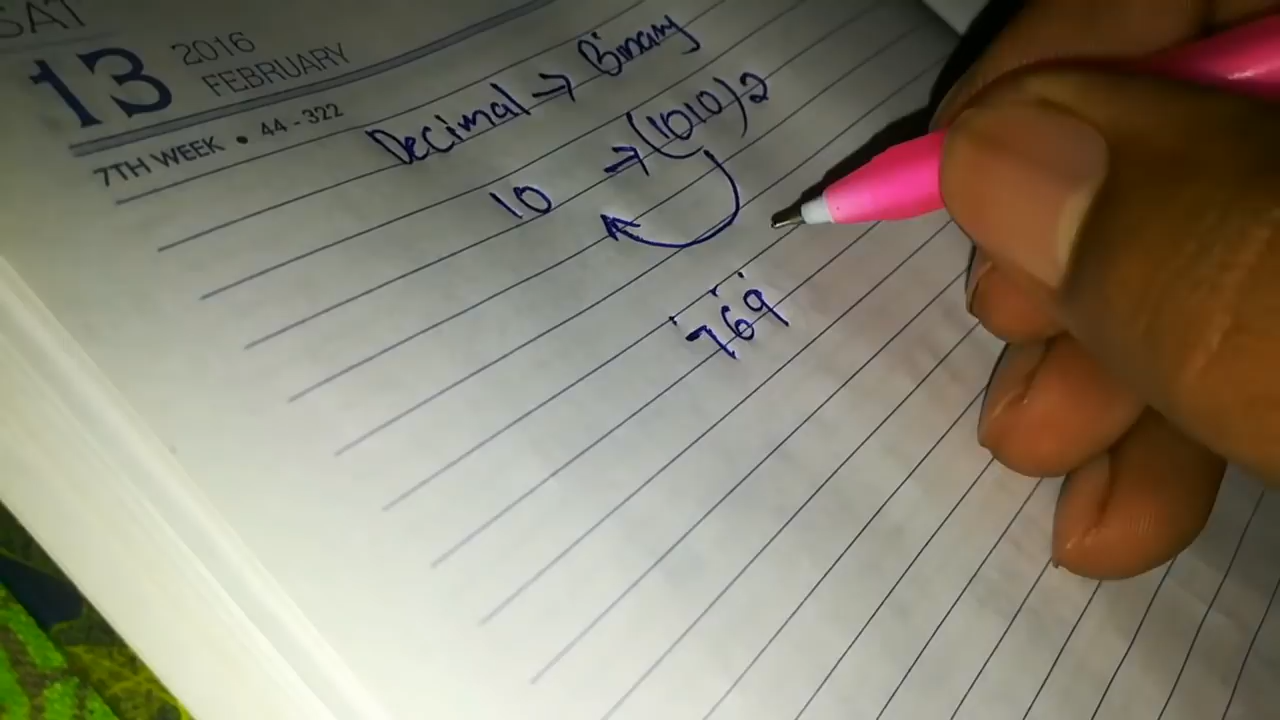 SAT
13 2016
FEBRUARY
7TH WEEK • 44-322
Decimal → Binary
10 ⇒ (1010)2
769